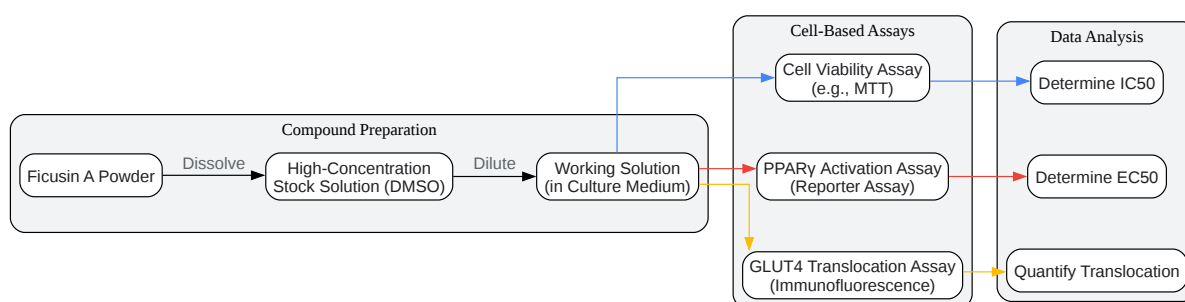 Compound Preparation
Ficusin A Powder
Dissolve
High-Concentration
Stock Solution (DMSO)
Dilute
Working Solution
(in Culture Medium)
Cell-Based Assays
Cell Viability Assay
(e.g., MTT)
PPARγ Activation Assay
(Reporter Assay)
GLUT4 Translocation Assay
(Immunofluorescence)
Data Analysis
Determine IC50
Determine EC50
Quantify Translocation